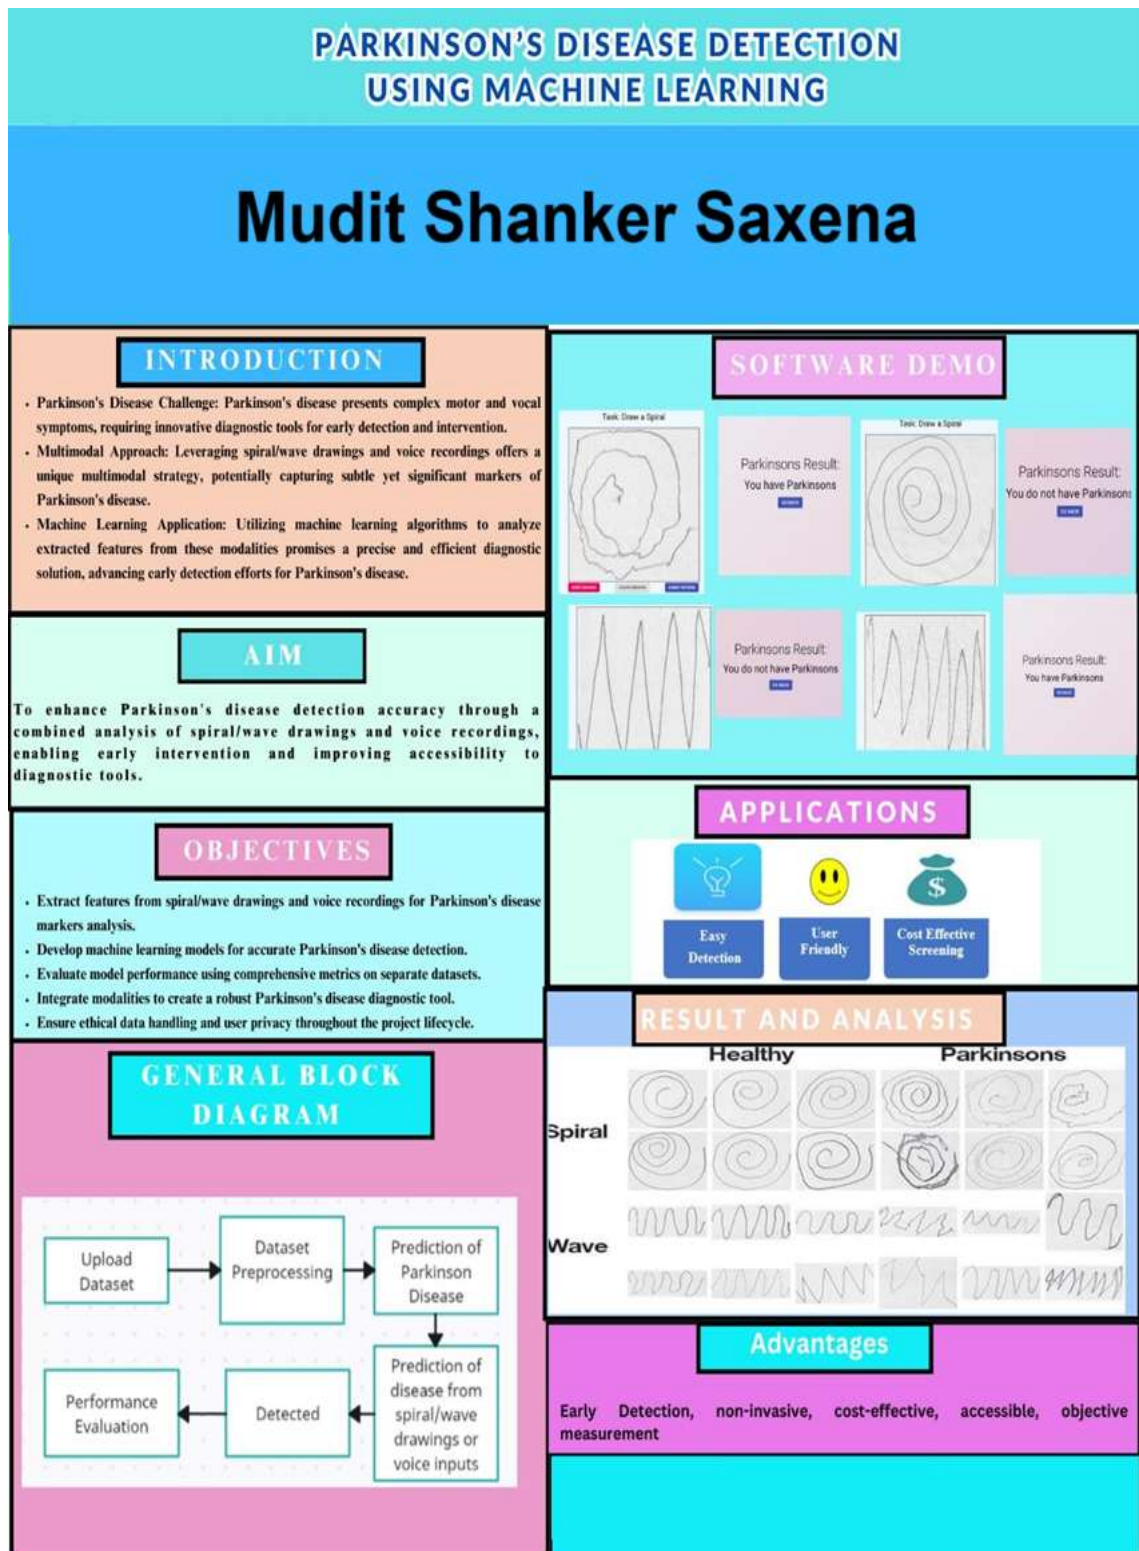 PARKINSON'S DISEASE DETECTION
USING MACHINE LEARNING
Mudit Shanker Saxena
INTRODUCTION
• Parkinson's Disease Challenge: Parkinson's disease presents complex motor and vocal
symptoms, requiring innovative diagnostic tools for early detection and intervention.
• Multimodal Approach: Leveraging spiral/wave drawings and voice recordings offers a
unique multimodal strategy, potentially capturing subtle yet significant markers of
Parkinson's disease.
• Machine Learning Application: Utilizing machine learning algorithms to analyze
extracted features from these modalities promises a precise and efficient diagnostic
solution, advancing early detection efforts for Parkinson's disease.
AIM
To enhance Parkinson's disease detection accuracy through a
combined analysis of spiral/wave drawings and voice recordings,
enabling early intervention and improving accessibility to
diagnostic tools.
OBJECTIVES
• Extract features from spiral/wave drawings and voice recordings for Parkinson's disease
markers analysis.
• Develop machine learning models for accurate Parkinson's disease detection.
• Evaluate model performance using comprehensive metrics on separate datasets.
• Integrate modalities to create a robust Parkinson's disease diagnostic tool.
• Ensure ethical data handling and user privacy throughout the project lifecycle.
GENERAL BLOCK
DIAGRAM
Upload
Dataset
Dataset
Preprocessing
Prediction of
Parkinson
Disease
Prediction of
disease from
spiral/wave
drawings or
voice inputs
Detected
Performance
Evaluation
SOFTWARE DEMO
Task: Draw a Spiral
Parkinsons Result:
You have Parkinsons
Task: Draw a Spiral
Parkinsons Result:
You do not have Parkinsons
Parkinsons Result:
You do not have Parkinsons
Parkinsons Result:
You have Parkinsons
APPLICATIONS
$
Easy
Detection
User
Friendly
Cost Effective
Screening
RESULT AND ANALYSIS
Healthy
Parkinsons
Spiral
Wave
Advantages
Early Detection, non-invasive, cost-effective, accessible, objective
measurement